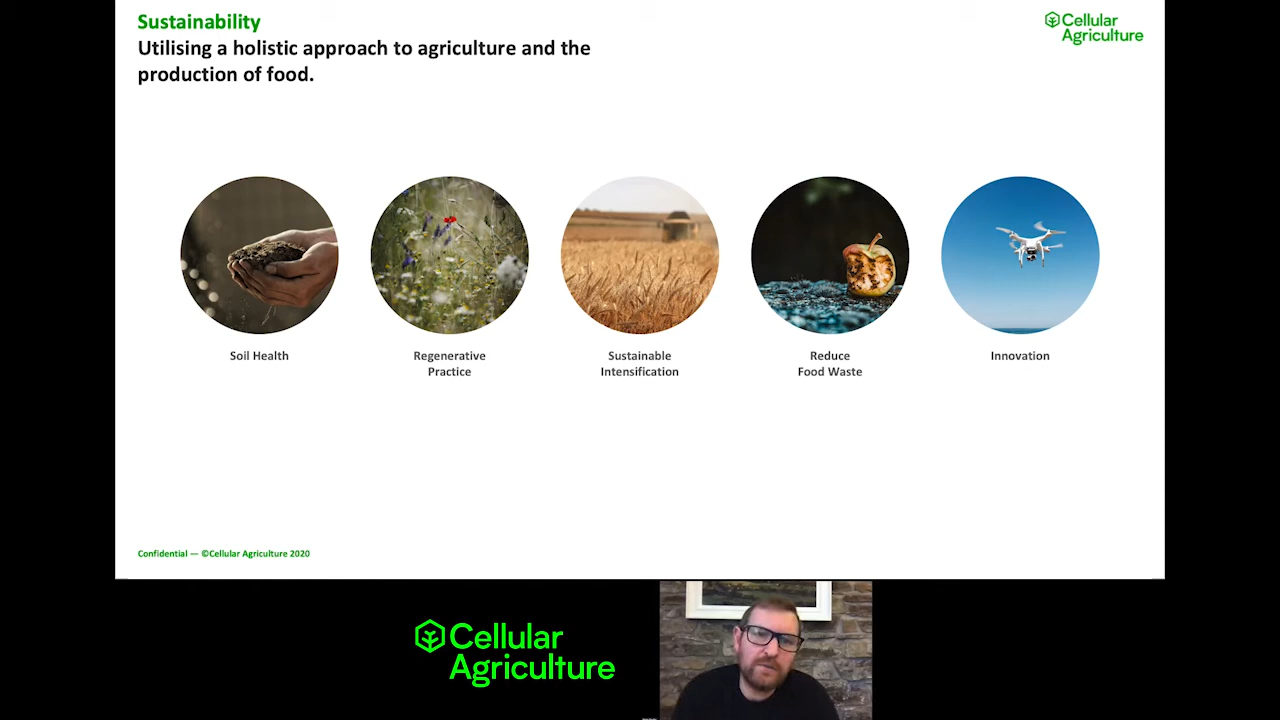 Sustainability
Utilising a holistic approach to agriculture and the
production of food.
Cellular
Agriculture
Soil Health
Regenerative
Practice
Sustainable
Intensification
Reduce
Food Waste
Innovation
Confidential — ©Cellular Agriculture 2020
Cellular
Agriculture